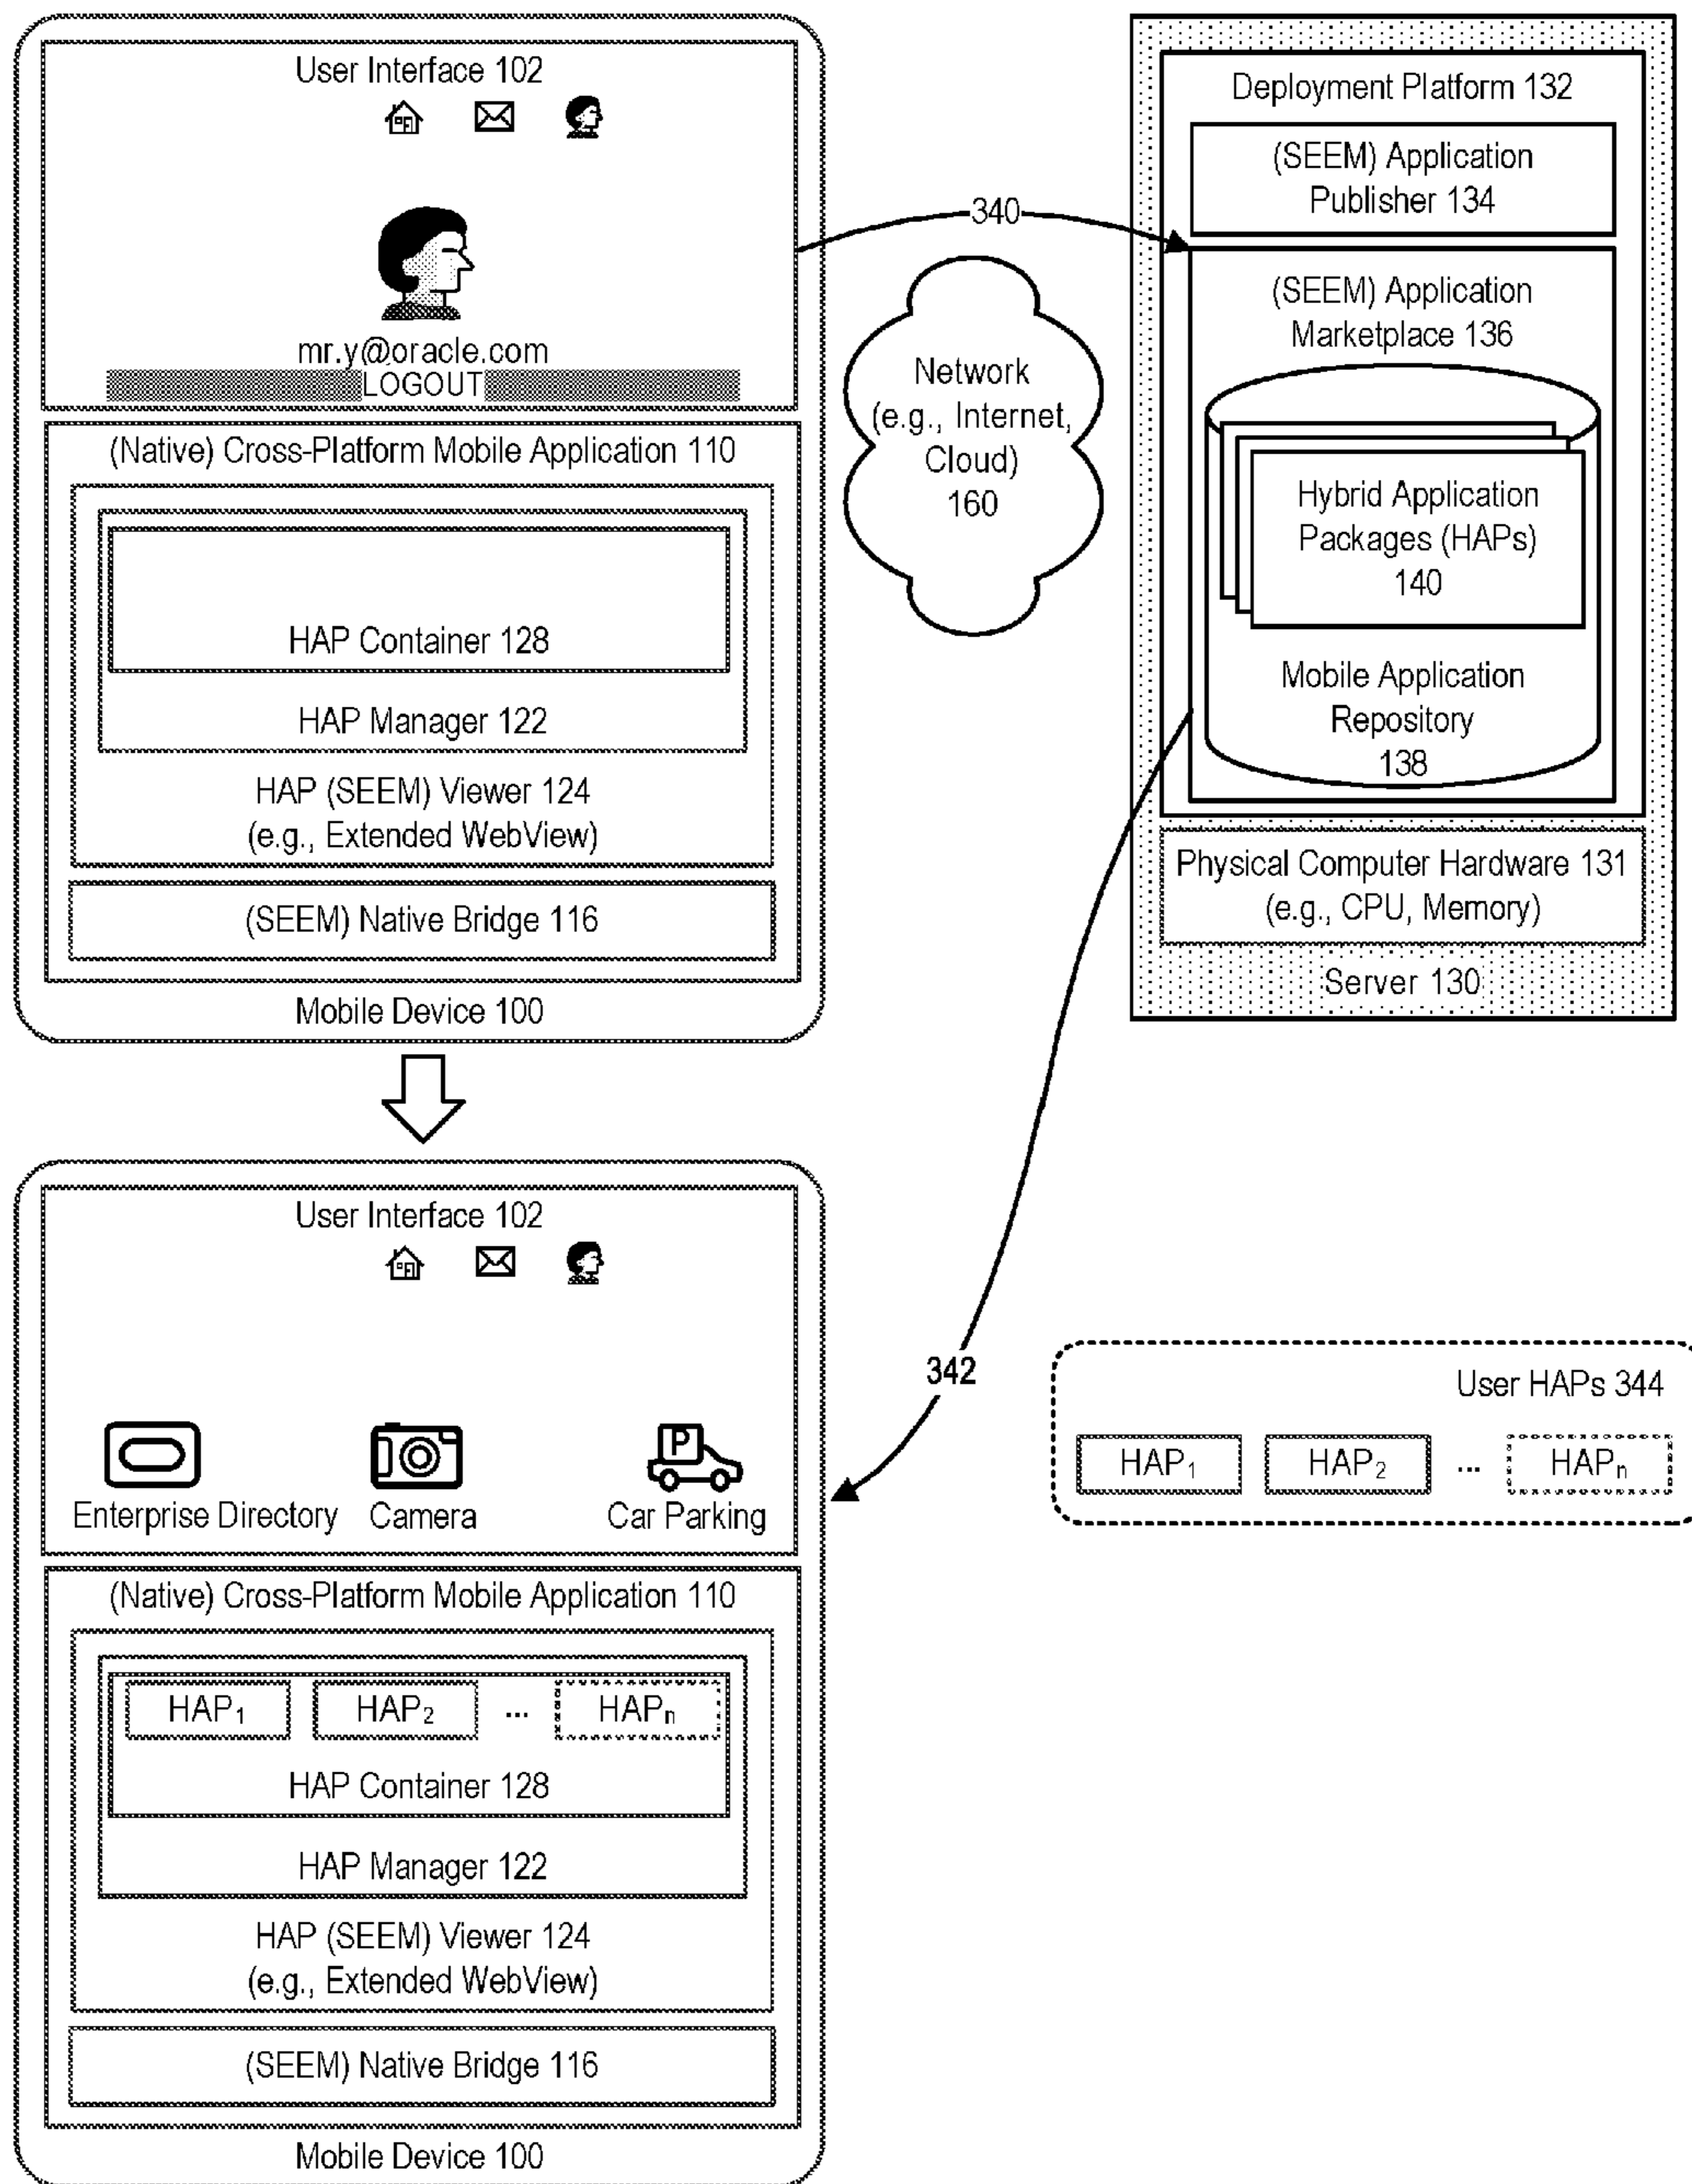 User Interface 102
mr.y@oracle.com
LOGOUT
(Native) Cross-Platform Mobile Application 110
HAP Container 128
HAP Manager 122
HAP (SEEM) Viewer 124
(e.g., Extended WebView)
(SEEM) Native Bridge 116
Mobile Device 100
340
Network
(e.g., Internet,
Cloud)
160
Deployment Platform 132
(SEEM) Application
Publisher 134
(SEEM) Application
Marketplace 136
Hybrid Application
Packages (HAPs)
140
Mobile Application
Repository
138
Physical Computer Hardware 131
(e.g., CPU, Memory)
Server 130
User Interface 102
Enterprise Directory
Camera
P
Car Parking
(Native) Cross-Platform Mobile Application 110
HAP1 HAP2 ... HAPn
HAP Container 128
HAP Manager 122
HAP (SEEM) Viewer 124
(e.g., Extended WebView)
(SEEM) Native Bridge 116
Mobile Device 100
342
User HAPs 344
HAP1 HAP2 ... HAPn